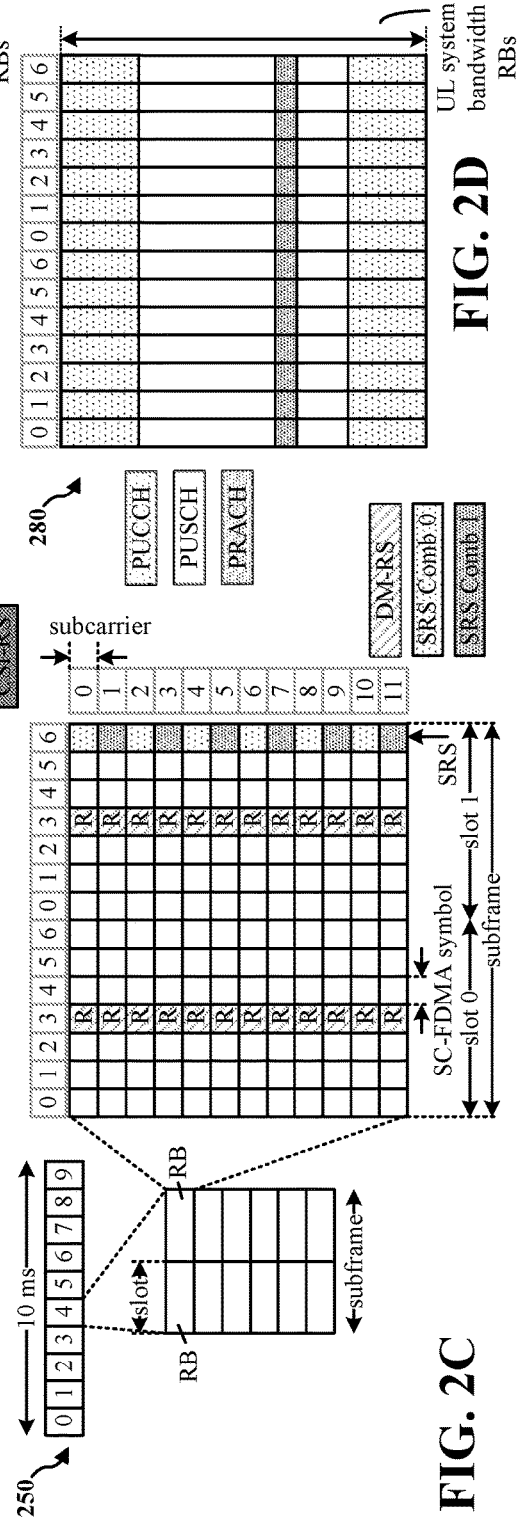 250
10 ms
0 1 2 3 4 5 6 7 8 9
RB
slot
RB
subframe
FIG. 2C
0 1 2 3 4 5 6 0 1 2 3 4 5 6
subcarrier
R R 0
R R 1
R R 2
R R 3
R R 4
R R 5
R R 6
R R 7
R R 8
R R 9
R R 10
R R 11
SC-FDMA symbol
SRS
slot 0
slot 1
subframe
DM-RS
SRS Comb 0
SRS Comb 1
280
PUCCH
PUSCH
PRACH
0 1 2 3 4 5 6 0 1 2 3 4 5 6
RBs
UL system
bandwidth
RBs
FIG. 2D